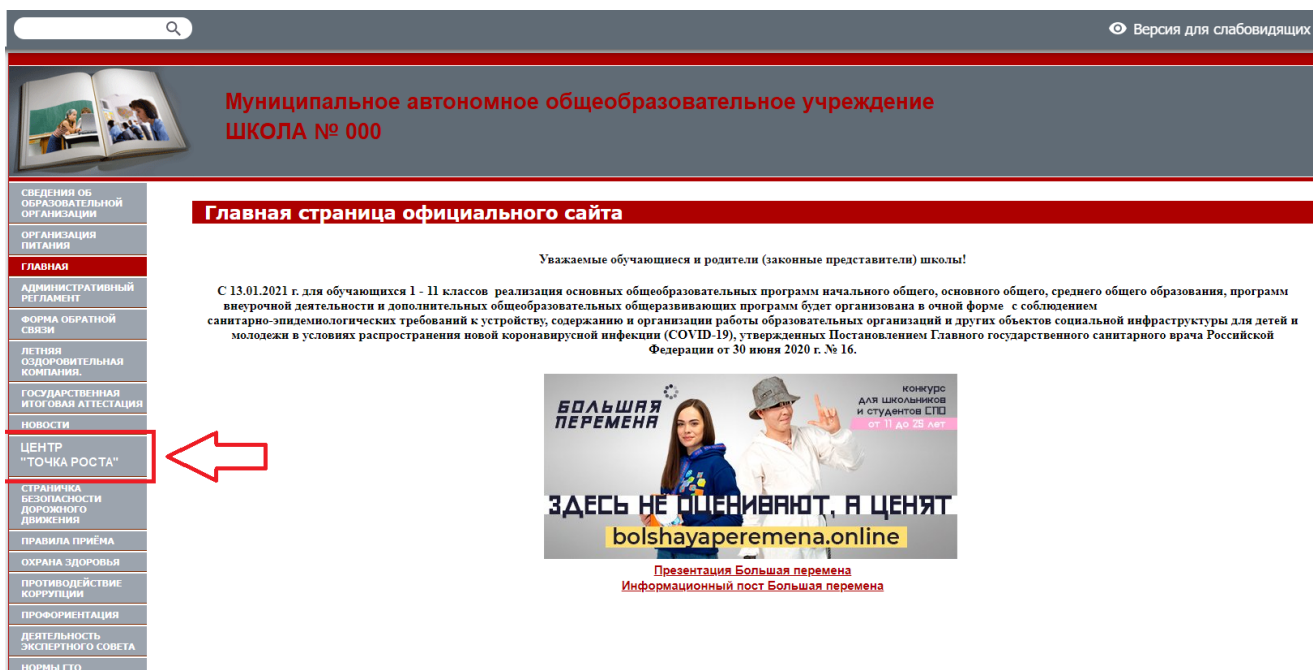 Версия для слабовидящих
Муниципальное автономное общеобразовательное учреждение
ШКОЛА № 000
СВЕДЕНИЯ ОБ
ОБРАЗОВАТЕЛЬНОЙ
ОРГАНИЗАЦИИ
ОРГАНИЗАЦИЯ
ПИТАНИЯ
ГЛАВНАЯ
АДМИНИСТРАТИВНЫЙ
РЕГЛАМЕНТ
ФОРМА ОБРАТНОЙ
СВЯЗИ
ЛЕТНЯЯ
ОЗДОРОВИТЕЛЬНАЯ
КОМПАНИЯ.
ГОСУДАРСТВЕННАЯ
ИТОГОВАЯ АТТЕСТАЦИЯ
НОВОСТИ
ЦЕНТР
"ТОЧКА РОСТА"
СТРАНИЧКА
БЕЗОПАСНОСТИ
ДОРОЖНОГО
ДВИЖЕНИЯ
ПРАВИЛА ПРИЁМА
ОХРАНА ЗДОРОВЬЯ
ПРОТИВОДЕЙСТВИЕ
КОРРУПЦИИ
ПРОФОРИЕНТАЦИЯ
ДЕЯТЕЛЬНОСТЬ
ЭКСПЕРТНОГО СОВЕТА
НОРМЫ ГТО
Главная страница официального сайта
Уважаемые обучающиеся и родители (законные представители) школы!
С 13.01.2021 г. для обучающихся 1 - 11 классов реализация основных общеобразовательных программ начального общего, основного общего, среднего общего образования, программ
внеурочной деятельности и дополнительных общеобразовательных общеразвивающих программ будет организована в очной форме с соблюдением
санитарно-эпидемиологических требований к устройству, содержанию и организации работы образовательных организаций и других объектов социальной инфраструктуры для детей и
молодежи в условиях распространения новой коронавирусной инфекции (COVID-19), утвержденных Постановлением Главного государственного санитарного врача Российской
Федерации от 30 июня 2020 г. № 16.
БОЛЬШАЯ
ПЕРЕМЕНА
конкурс
для школьников
и студентов СПО
от 11 до 25 лет
ЗДЕСЬ НЕ ОЦЕНИВАЮТ, А ЦЕНЯТ
bolshayaperemena.online
Презентация Большая перемена
Информационный пост Большая перемена